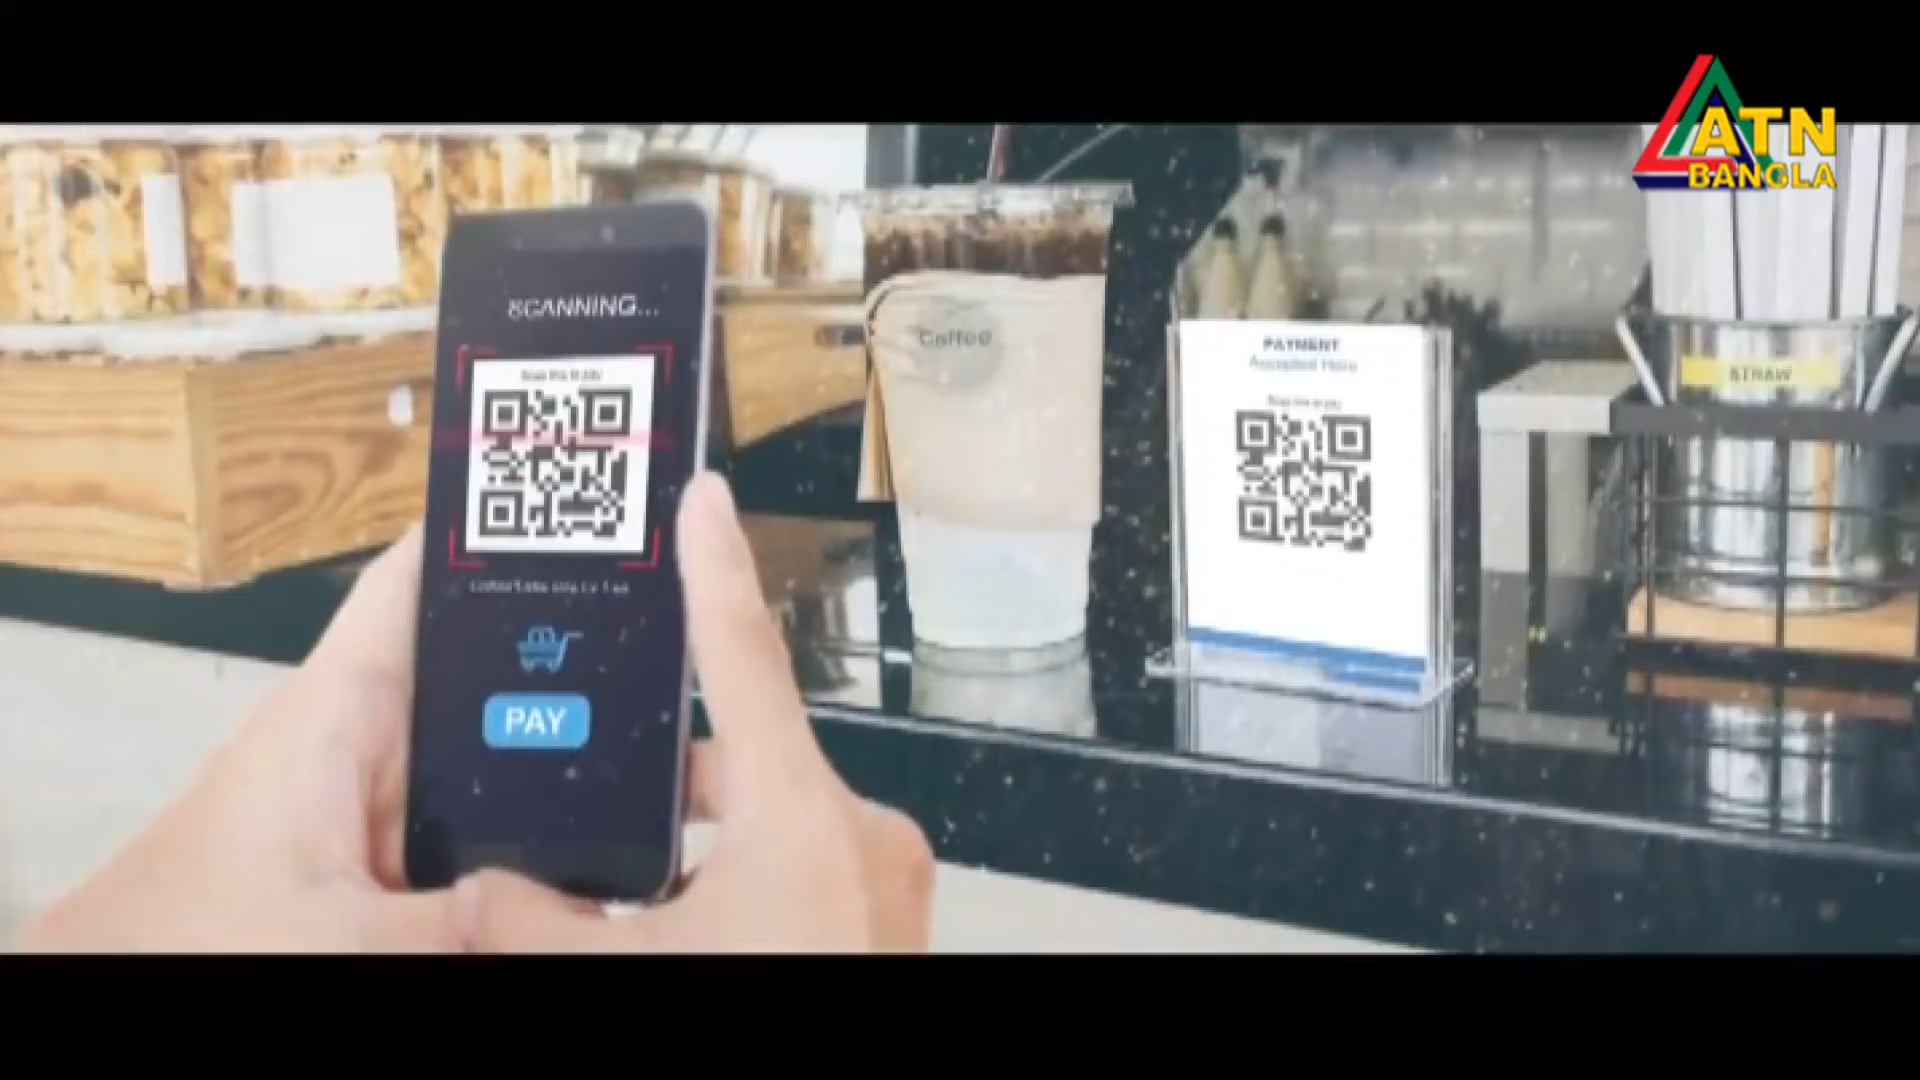 ATN
BANGLA
SCANNING...
PAY
Coffee
PAYMENT
Accepted Here
STRAW